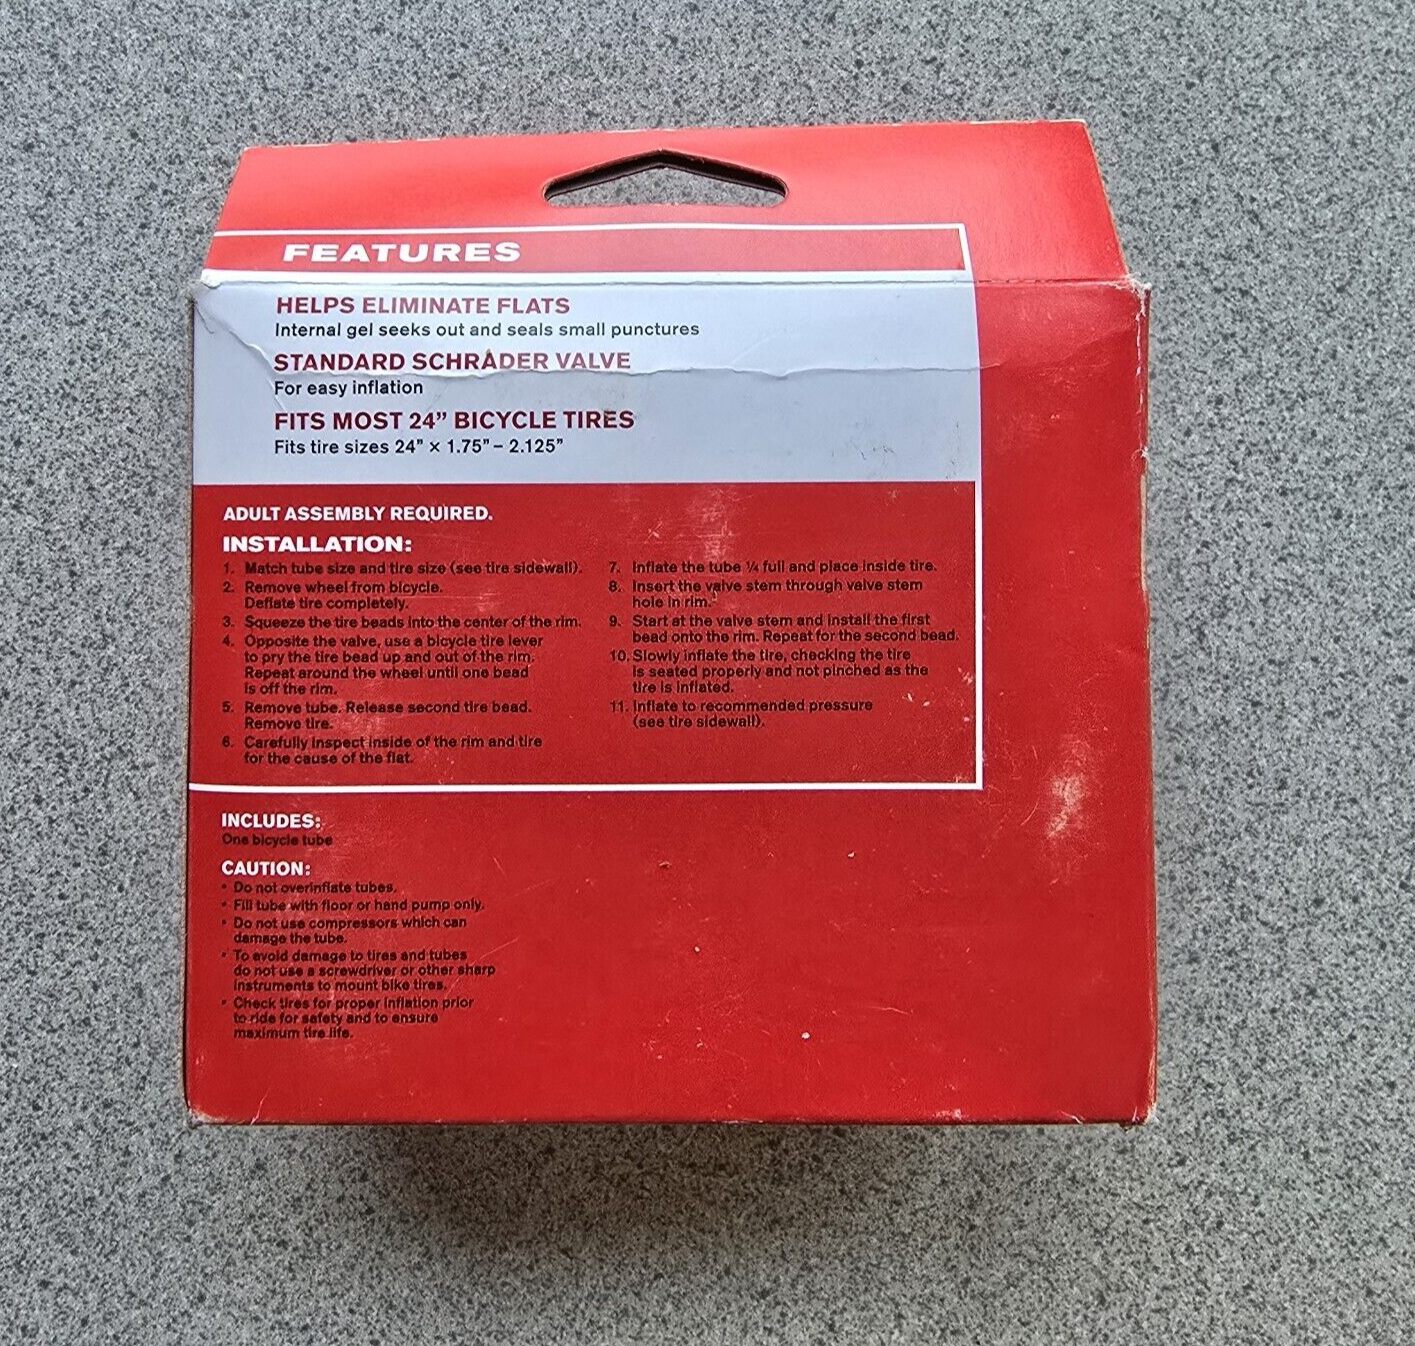 FEATURES
HELPS ELIMINATE FLATS
Internal gel seeks out and seals small punctures
STANDARD SCHRADER VALVE
For easy inflation
FITS MOST 24” BICYCLE TIRES
Fits tire sizes 24” × 1.75” – 2.125”
ADULT ASSEMBLY REQUIRED.
INSTALLATION:
1. Match tube size and tire size (see tire sidewall).
2. Remove wheel from bicycle.
Deflate tire completely.
3. Squeeze the tire beads into the center of the rim.
4. Opposite the valve, use a bicycle tire lever
to pry the tire bead up and out of the rim.
Repeat around the wheel until one bead
is off the rim.
5. Remove tube. Release second tire bead.
Remove tire.
6. Carefully inspect inside of the rim and tire
for the cause of the flat.
7. Inflate the tube ¼ full and place inside tire.
8. Insert the valve stem through valve stem
hole in rim.
9. Start at the valve stem and install the first
bead onto the rim. Repeat for the second bead.
10. Slowly inflate the tire, checking the tire
is seated properly and not pinched as the
tire is inflated.
11. Inflate to recommended pressure
(see tire sidewall).
INCLUDES:
One bicycle tube
CAUTION:
• Do not overinflate tubes.
• Fill tube with floor or hand pump only.
• Do not use compressors which can
damage the tube.
• To avoid damage to tires and tubes
do not use a screwdriver or other sharp
instruments to mount bike tires.
• Check tires for proper inflation prior
to ride for safety and to ensure
maximum tire life.